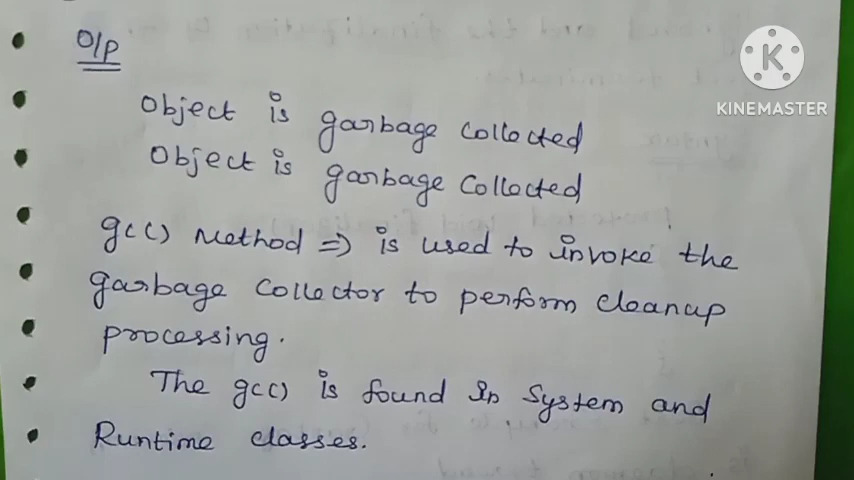 O/P
KINEMASTER
Object is garbage collected
Object is garbage collected
gc() Method => is used to invoke the
garbage collector to perform cleanup
processing.
The gc() is found in System and
Runtime classes.